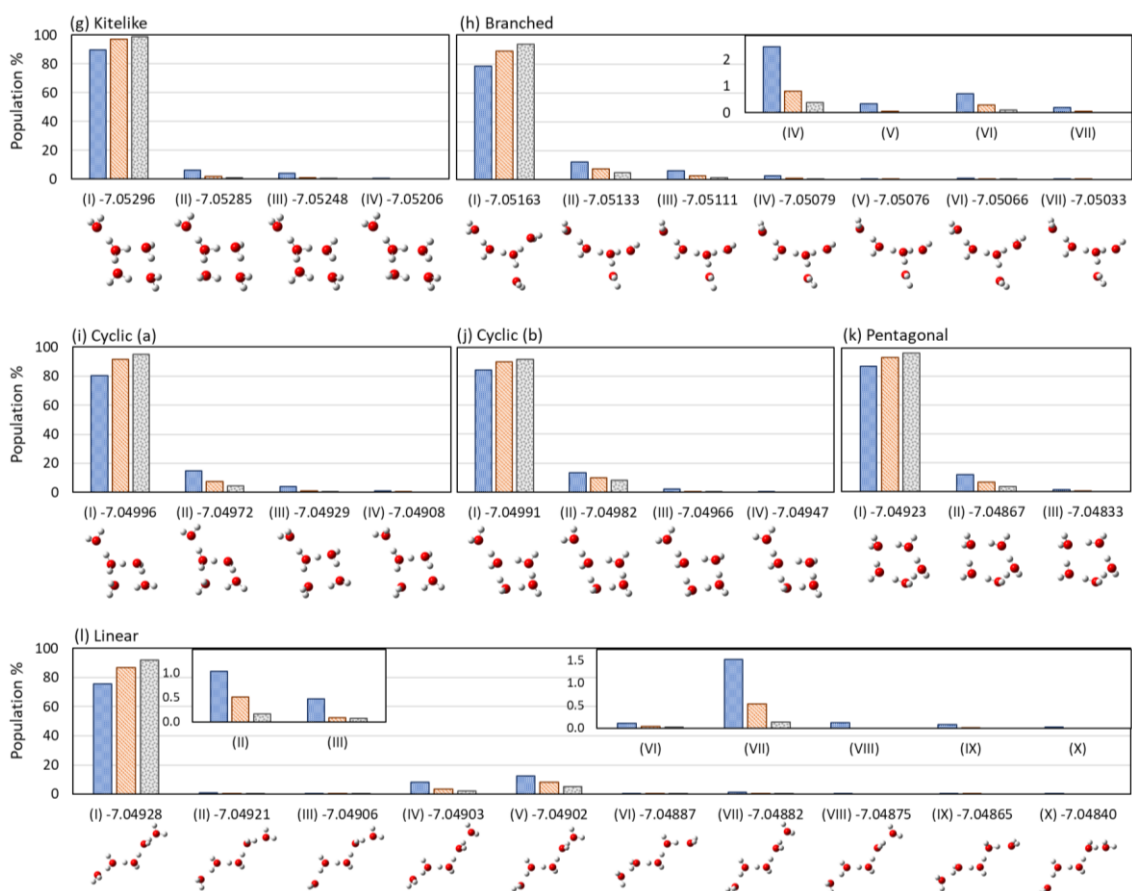 (g) Kitelike
(h) Branched
Population %
100
80
60
40
20
0
2
1
0
(IV) (V) (VI) (VII)
(I) -7.05296 (II) -7.05285 (III) -7.05248 (IV) -7.05206
(I) -7.05163 (II) -7.05133 (III) -7.05111 (IV) -7.05079 (V) -7.05076 (VI) -7.05066 (VII) -7.05033
(i) Cyclic (a)
(j) Cyclic (b)
(k) Pentagonal
Population %
100
80
60
40
20
0
(I) -7.04996 (II) -7.04972 (III) -7.04929 (IV) -7.04908
(I) -7.04991 (II) -7.04982 (III) -7.04966 (IV) -7.04947
(I) -7.04923 (II) -7.04867 (III) -7.04833
(l) Linear
Population %
100
80
60
40
20
0
1.0
0.5
0.0
(II) (III)
1.5
1.0
0.5
0.0
(VI) (VII) (VIII) (IX) (X)
(I) -7.04928 (II) -7.04921 (III) -7.04906 (IV) -7.04903 (V) -7.04902 (VI) -7.04887 (VII) -7.04882 (VIII) -7.04875 (IX) -7.04865 (X) -7.04840